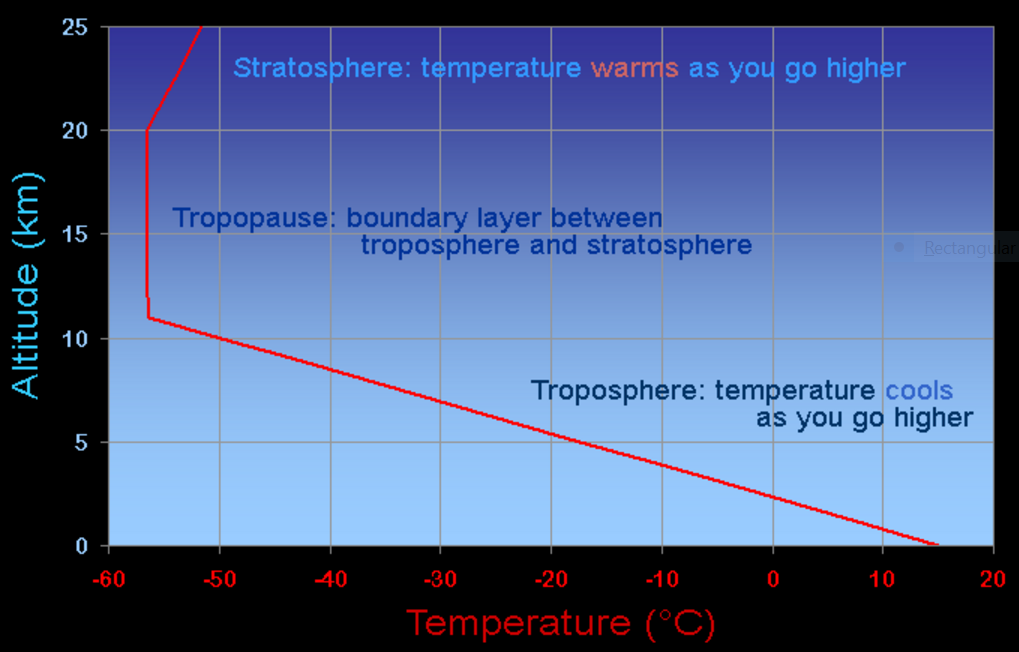 25
Stratosphere: temperature warms as you go higher
20
Tropopause: boundary layer between
troposphere and stratosphere
15
Rectangular
10
Troposphere: temperature cools
as you go higher
5
0
Altitude (km)
-60 -50 -40 -30 -20 -10 0 10 20
Temperature (°C)